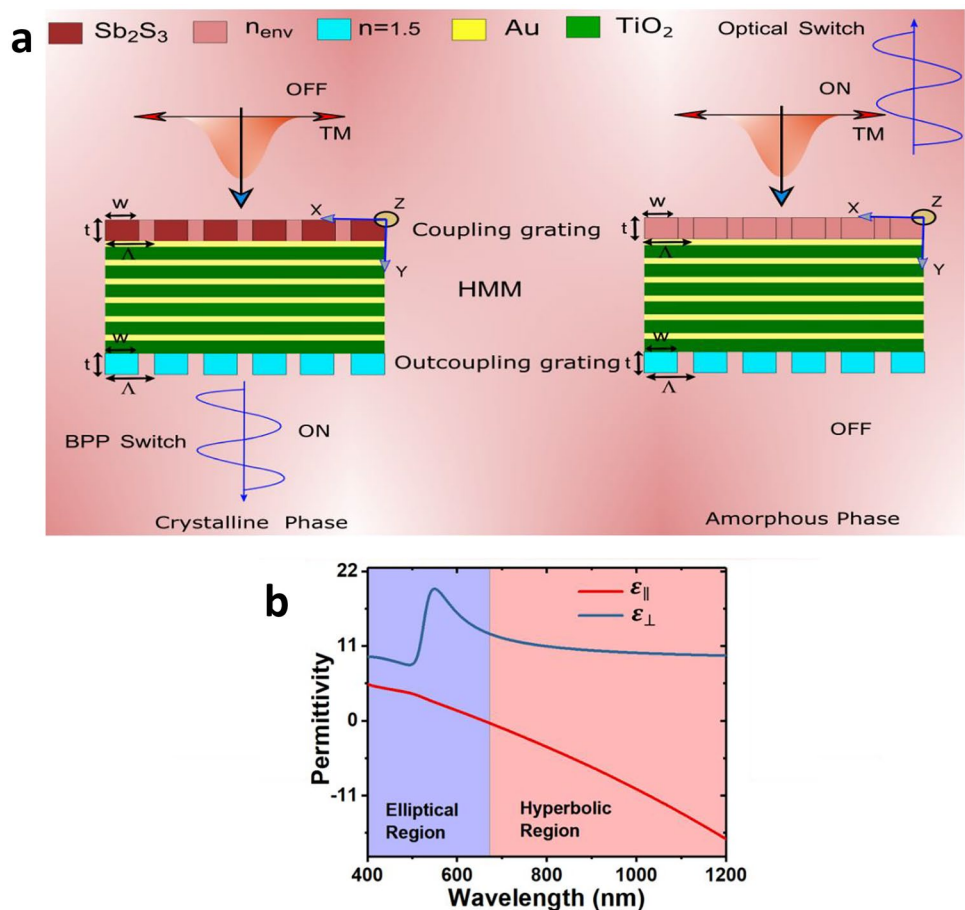 a
Sb₂S₃ n_env n=1.5 Au TiO₂
Optical Switch
OFF
TM
ON
TM
w
t
Λ
X
Z
Y
Coupling grating
w
t
Λ
X
Z
Y
HMM
w
t
Λ
Outcoupling grating
w
t
Λ
BPP Switch
ON
OFF
Crystalline Phase
Amorphous Phase
b
22
11
0
-11
Permittivity
ε∥
ε⊥
Elliptical
Region
Hyperbolic
Region
400 600 800 1000 1200
Wavelength (nm)